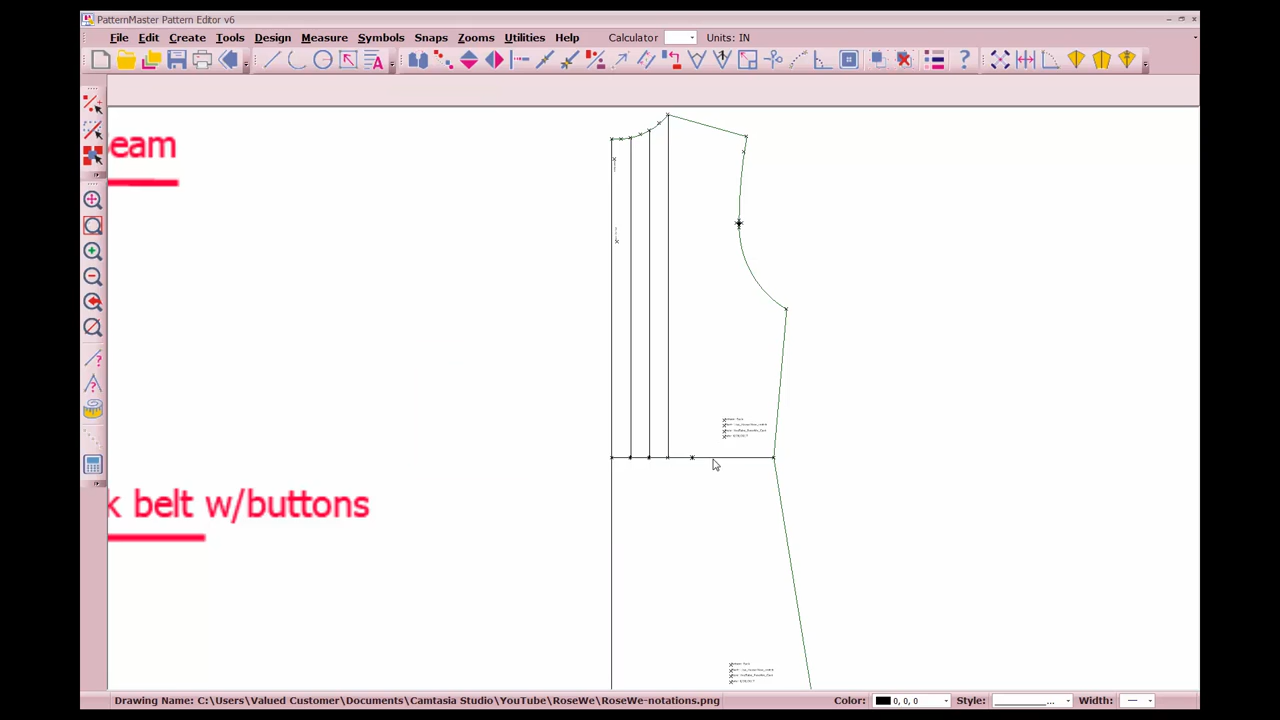 PatternMaster Pattern Editor v6
File Edit Create Tools Design Measure Symbols Snaps Zooms Utilities Help Calculator Units: IN
eam
k belt w/buttons
Drawing Name: C:\Users\Valued Customer\Documents\Camtasia Studio\YouTube\RoseWe\RoseWe-notations.png Color: 0, 0, 0 Style: ... Width: